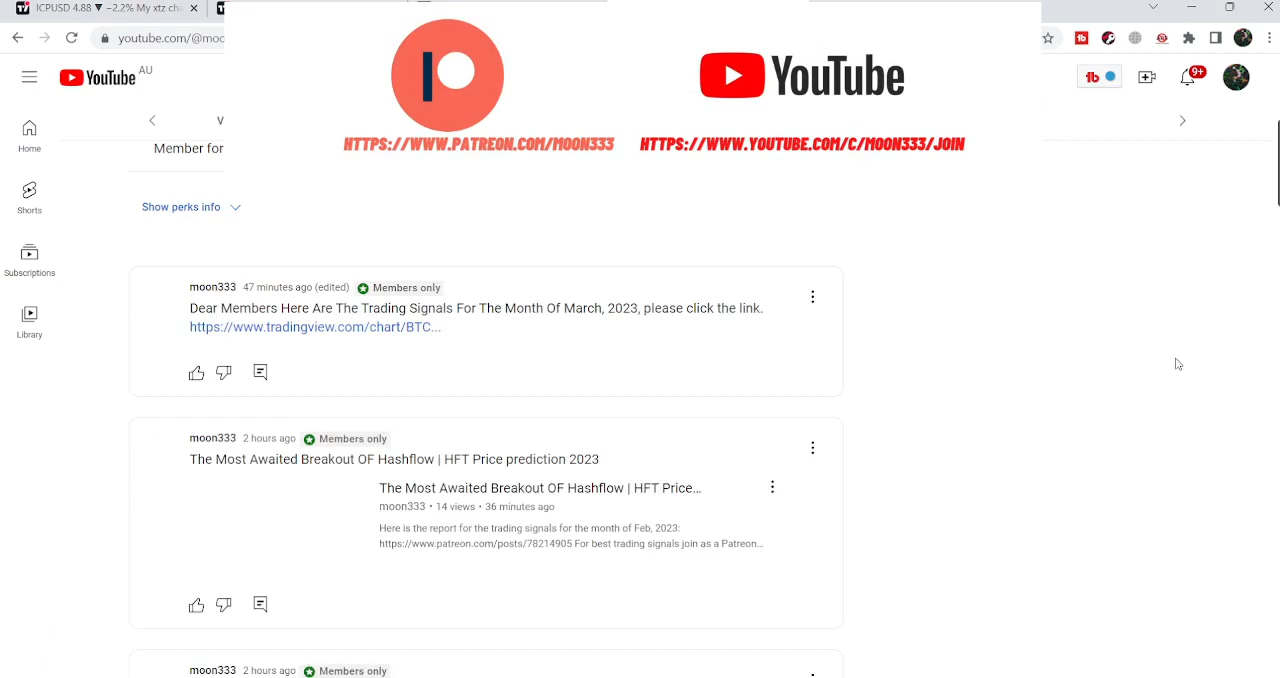 ICPUSD 4.88 ▼ −2.2% My xtz cha
youtube.com/@moo
YouTube AU
YouTube
HTTPS://WWW.PATREON.COM/MOON333
HTTPS://WWW.YOUTUBE.COM/C/MOON333/JOIN
9+
Home
Shorts
Subscriptions
Library
Member for
Show perks info
moon333 47 minutes ago (edited) Members only
Dear Members Here Are The Trading Signals For The Month Of March, 2023, please click the link.
https://www.tradingview.com/chart/BTC...
moon333 2 hours ago Members only
The Most Awaited Breakout OF Hashflow | HFT Price prediction 2023
The Most Awaited Breakout OF Hashflow | HFT Price...
moon333 • 14 views • 36 minutes ago
Here is the report for the trading signals for the month of Feb, 2023:
https://www.patreon.com/posts/78214905 For best trading signals join as a Patreon...
moon333 2 hours ago Members only